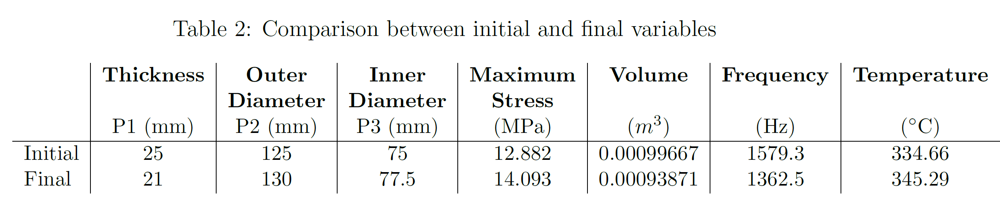 Table 2: Comparison between initial and final variables
Thickness Outer Inner Maximum Volume Frequency Temperature
Diameter Diameter Stress
P1 (mm) P2 (mm) P3 (mm) (MPa) (m³) (Hz) (°C)
Initial 25 125 75 12.882 0.00099667 1579.3 334.66
Final 21 130 77.5 14.093 0.00093871 1362.5 345.29